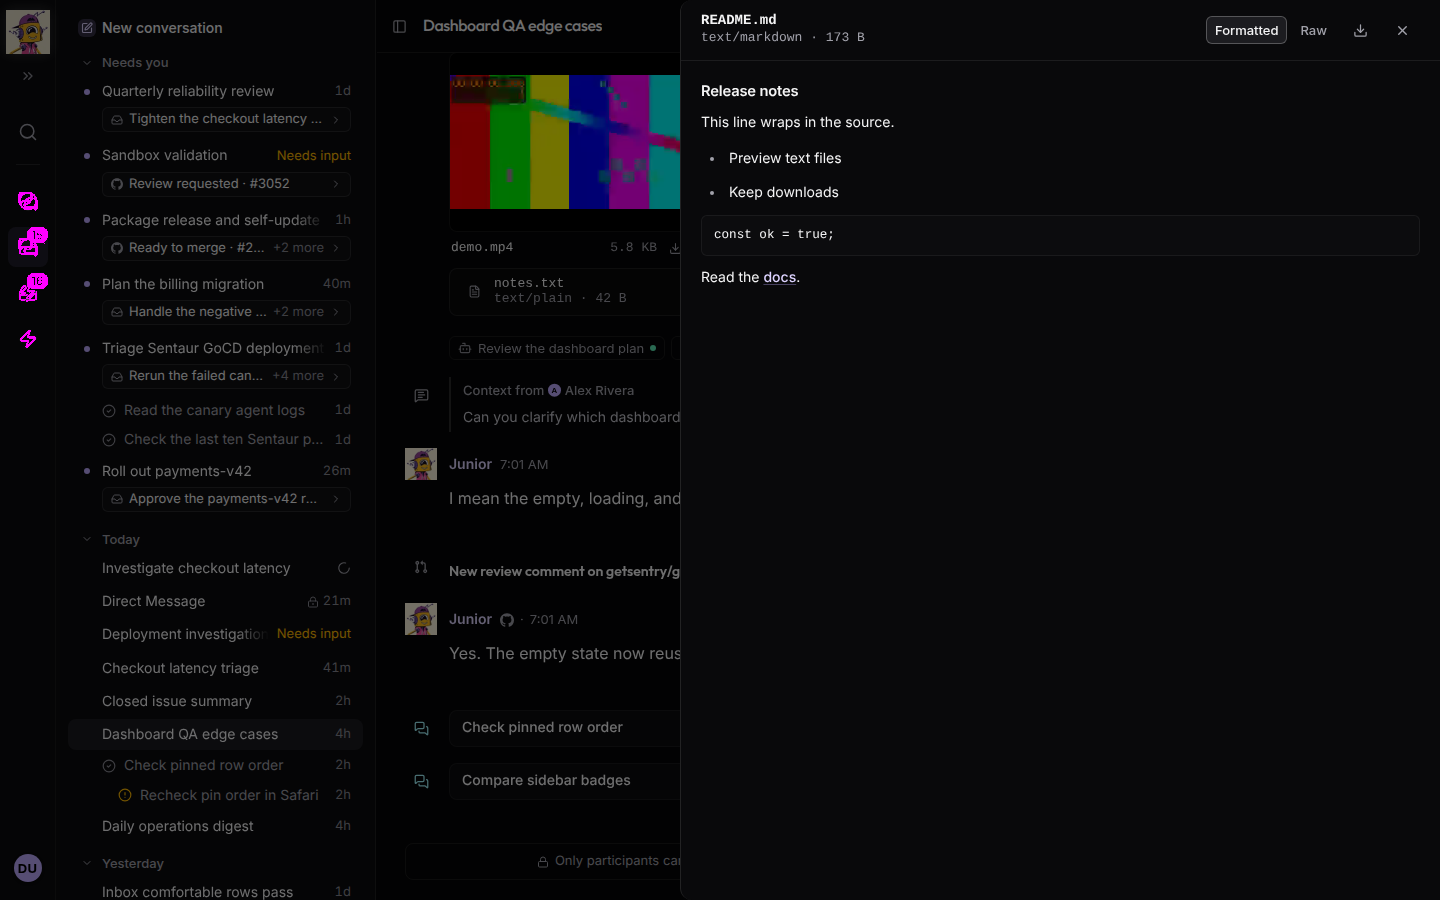 New conversation
Needs you
Quarterly reliability review 1d
Tighten the checkout latency ...
Sandbox validation Needs input
Review requested · #3052
Package release and self-update 1h
Ready to merge · #2... +2 more
Plan the billing migration 40m
Handle the negative ... +2 more
Triage Sentaur GoCD deployment 1d
Rerun the failed can... +4 more
Read the canary agent logs 1d
Check the last ten Sentaur p... 1d
Roll out payments-v42 26m
Approve the payments-v42 r...
Today
Investigate checkout latency
Direct Message 21m
Deployment investigation Needs input
Checkout latency triage 41m
Closed issue summary 2h
Dashboard QA edge cases 4h
Check pinned row order 2h
Recheck pin order in Safari 2h
Daily operations digest 4h
Yesterday
Inbox comfortable rows pass 1d
DU
Dashboard QA edge cases
demo.mp4 5.8 KB
notes.txt
text/plain · 42 B
Review the dashboard plan
Context from A Alex Rivera
Can you clarify which dashboard
Junior 7:01 AM
I mean the empty, loading, and
New review comment on getsentry/g
Junior · 7:01 AM
Yes. The empty state now reus
Check pinned row order
Compare sidebar badges
Only participants can
README.md
text/markdown · 173 B
Formatted Raw
Release notes
This line wraps in the source.
• Preview text files
• Keep downloads
const ok = true;
Read the docs.